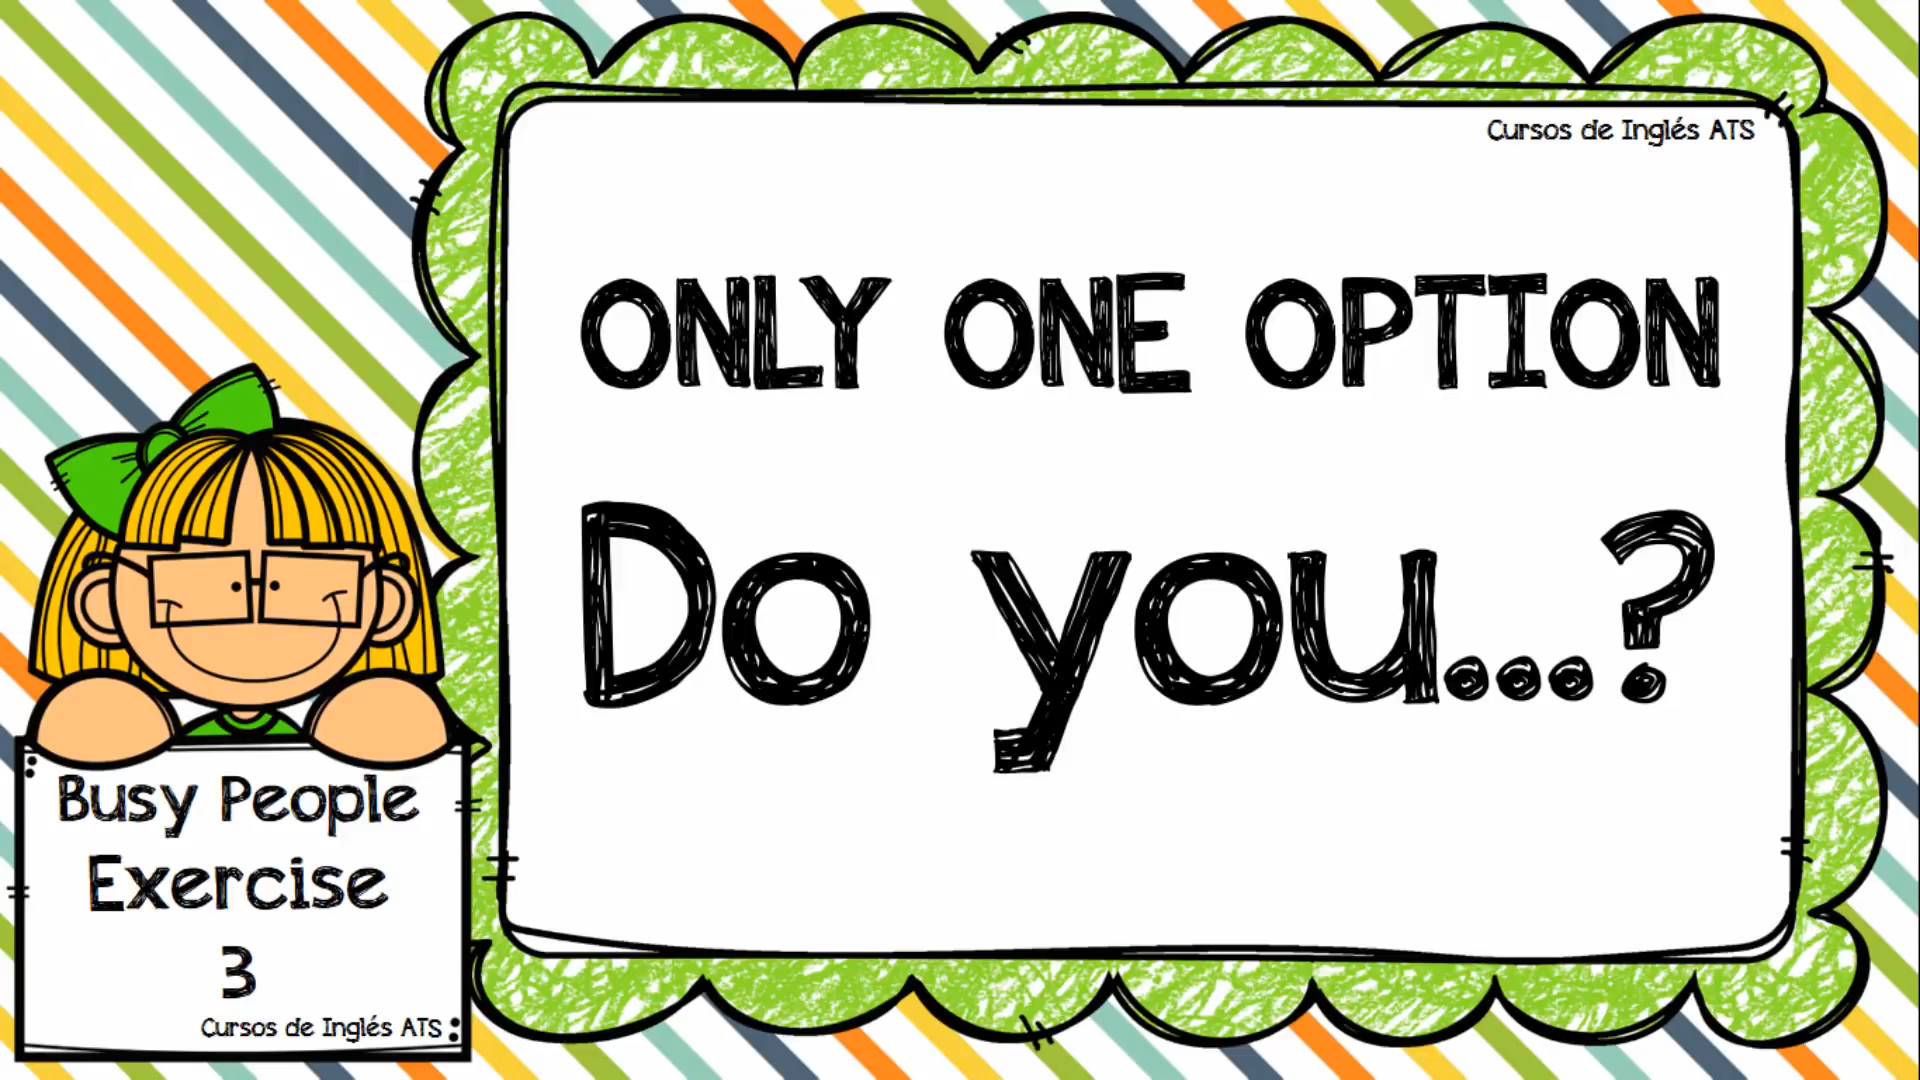 Cursos de Inglés ATS
ONLY ONE OPTION
Do you...?
Busy People
Exercise
3
Cursos de Inglés ATS